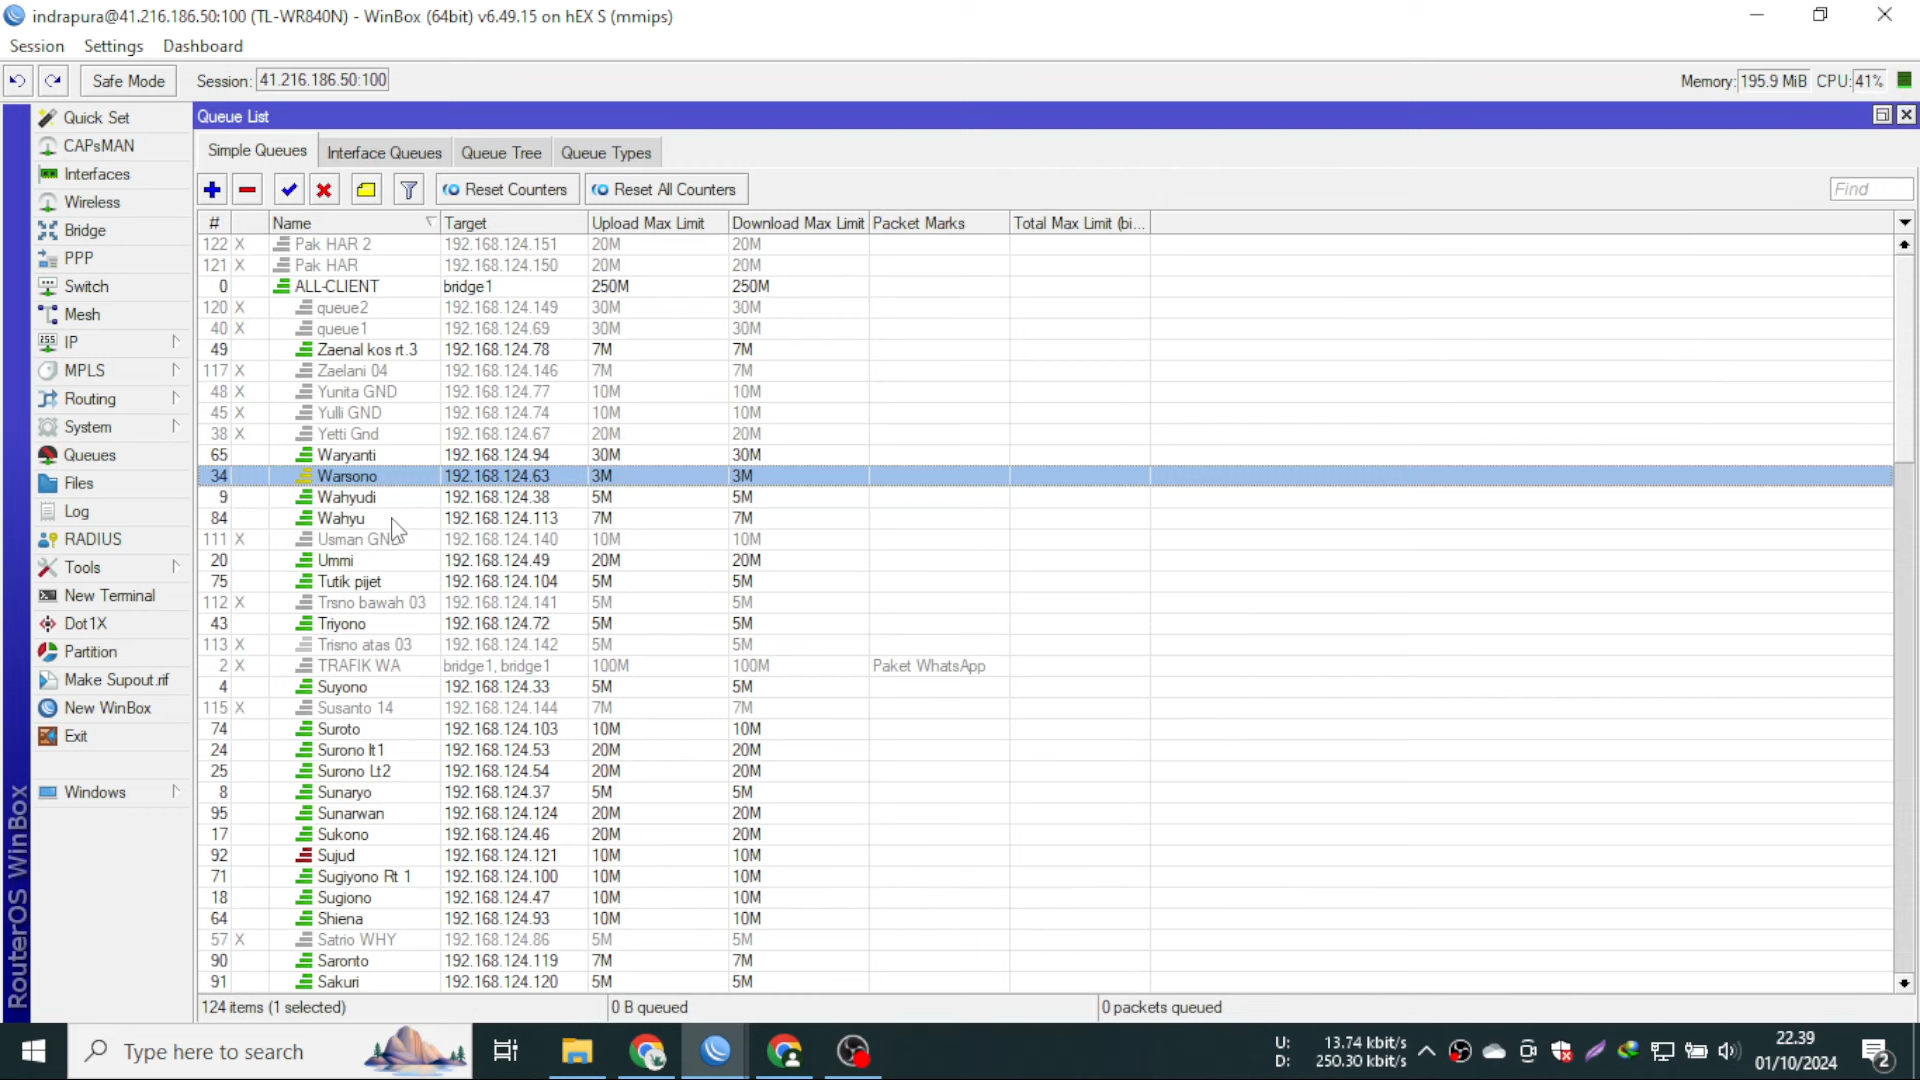 indrapura@41.216.186.50:100 (TL-WR840N) - WinBox (64bit) v6.49.15 on hEX S (mmips)
Session Settings Dashboard
Safe Mode Session: 41.216.186.50:100 Memory: 195.9 MiB CPU: 41%
Quick Set
CAPsMAN
Interfaces
Wireless
Bridge
PPP
Switch
Mesh
255 IP
MPLS
Routing
System
Queues
Files
Log
RADIUS
Tools
New Terminal
Dot1X
Partition
Make Supout.rif
New WinBox
Exit
Windows
RouterOS WinBox
Queue List
Simple Queues Interface Queues Queue Tree Queue Types
Reset Counters Reset All Counters Find
# Name Target Upload Max Limit Download Max Limit Packet Marks Total Max Limit (bi...
122 X Pak HAR 2 192.168.124.151 20M 20M
121 X Pak HAR 192.168.124.150 20M 20M
0 ALL-CLIENT bridge1 250M 250M
120 X queue2 192.168.124.149 30M 30M
40 X queue1 192.168.124.69 30M 30M
49 Zaenal kos rt.3 192.168.124.78 7M 7M
117 X Zaelani 04 192.168.124.146 7M 7M
48 X Yunita GND 192.168.124.77 10M 10M
45 X Yulli GND 192.168.124.74 10M 10M
38 X Yetti Gnd 192.168.124.67 20M 20M
65 Waryanti 192.168.124.94 30M 30M
34 Warsono 192.168.124.63 3M 3M
9 Wahyudi 192.168.124.38 5M 5M
84 Wahyu 192.168.124.113 7M 7M
111 X Usman 192.168.124.140 10M 10M
20 Ummi 192.168.124.49 20M 20M
75 Tutik pijet 192.168.124.104 5M 5M
112 X Trsno bawah 03 192.168.124.141 5M 5M
43 Triyono 192.168.124.72 5M 5M
113 X Trisno atas 03 192.168.124.142 5M 5M
2 X TRAFIK WA bridge1, bridge1 100M 100M Paket WhatsApp
4 Suyono 192.168.124.33 5M 5M
115 X Susanto 14 192.168.124.144 7M 7M
74 Suroto 192.168.124.103 10M 10M
24 Surono lt1 192.168.124.53 20M 20M
25 Surono Lt2 192.168.124.54 20M 20M
8 Sunaryo 192.168.124.37 5M 5M
95 Sunarwan 192.168.124.124 20M 20M
17 Sukono 192.168.124.46 20M 20M
92 Sujud 192.168.124.121 10M 10M
71 Sugiyono Rt 1 192.168.124.100 10M 10M
18 Sugiono 192.168.124.47 10M 10M
64 Shiena 192.168.124.93 10M 10M
57 X Satrio WHY 192.168.124.86 5M 5M
90 Saronto 192.168.124.119 7M 7M
91 Sakuri 192.168.124.120 5M 5M
124 items (1 selected) 0 B queued 0 packets queued
Type here to search
U: 13.74 kbit/s
D: 250.30 kbit/s
22.39
01/10/2024
2